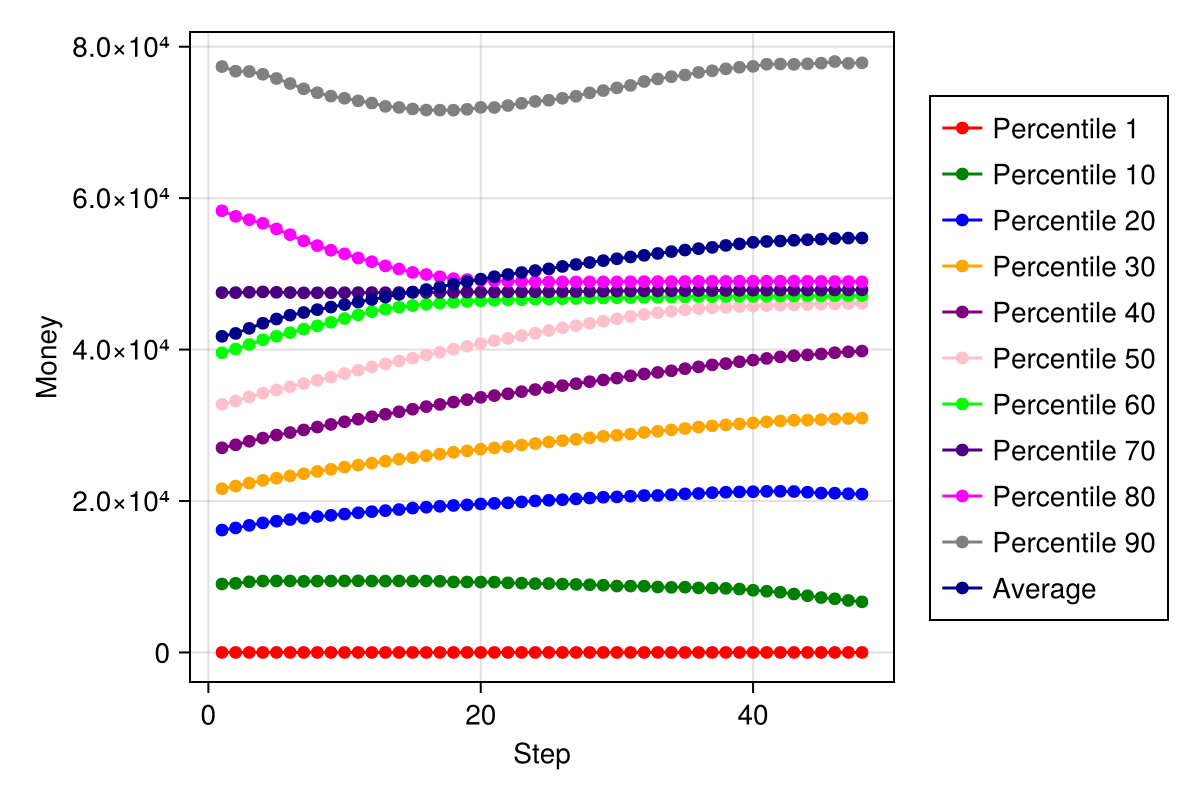 8.0×10⁴
6.0×10⁴
4.0×10⁴
2.0×10⁴
0
Money
0 20 40
Step
Percentile 1
Percentile 10
Percentile 20
Percentile 30
Percentile 40
Percentile 50
Percentile 60
Percentile 70
Percentile 80
Percentile 90
Average